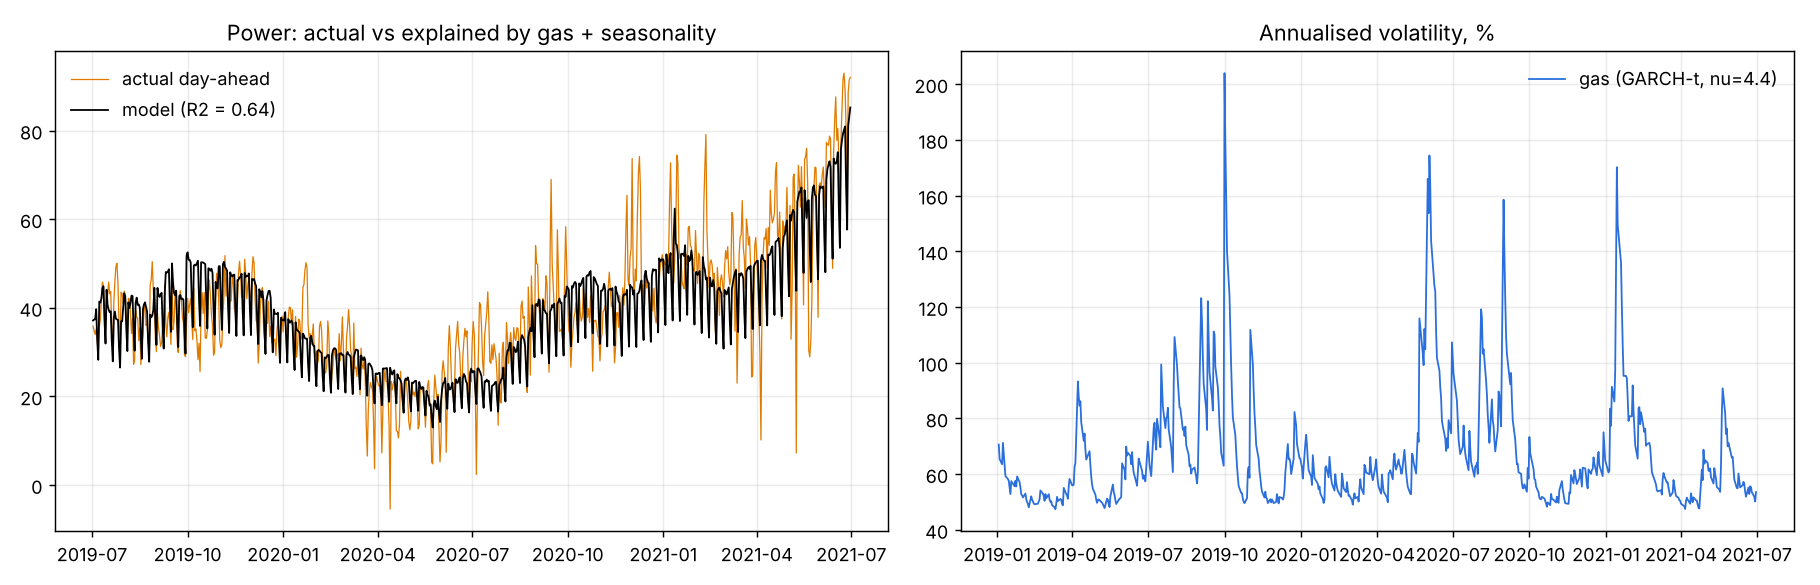 Power: actual vs explained by gas + seasonality
actual day-ahead
model (R2 = 0.64)
80
60
40
20
0
2019-07 2019-10 2020-01 2020-04 2020-07 2020-10 2021-01 2021-04 2021-07
Annualised volatility, %
gas (GARCH-t, nu=4.4)
200
180
160
140
120
100
80
60
40
2019-01 2019-04 2019-07 2019-10 2020-01 2020-04 2020-07 2020-10 2021-01 2021-04 2021-07